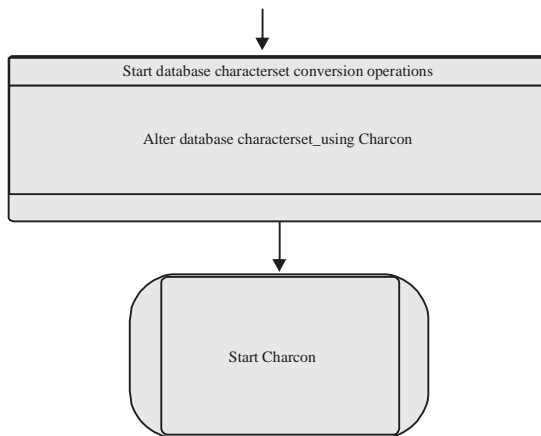 Start database characterset conversion operations
Alter database characterset_using Charcon
Start Charcon